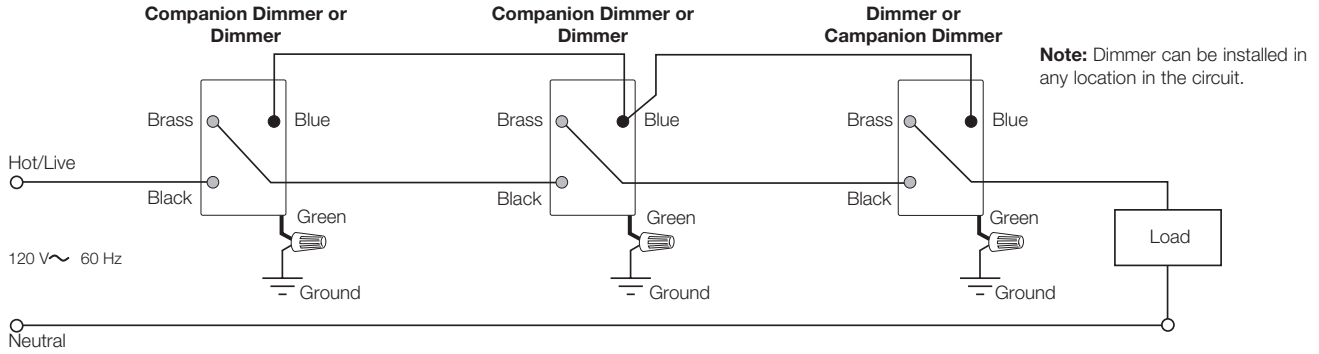 Companion Dimmer or
Dimmer
Companion Dimmer or
Dimmer
Dimmer or
Campanion Dimmer
Note: Dimmer can be installed in
any location in the circuit.
Brass
Blue
Brass
Blue
Brass
Blue
Hot/Live
Black
Black
Black
Green
Green
Green
Load
120 V～ 60 Hz
Ground
Ground
Ground
Neutral